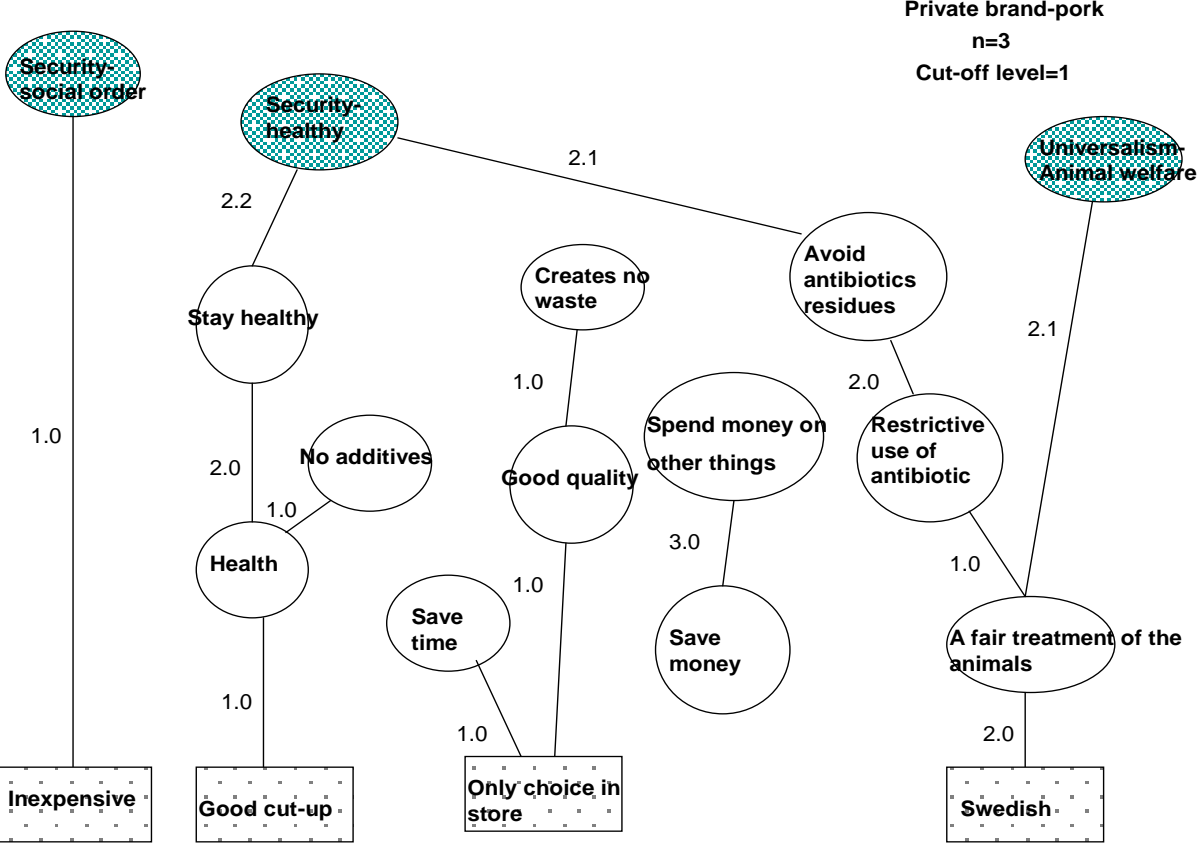 Private brand-pork
n=3
Cut-off level=1
Security-
social order
Security-
healthy
2.1
Universalism-
Animal welfare
2.2
Avoid
antibiotics
residues
Creates no
waste
Stay healthy
2.1
1.0
2.0
Spend money on
other things
Restrictive
use of
antibiotic
1.0
No additives
2.0
Good quality
1.0
3.0
Health
1.0
1.0
Save
time
Save
money
A fair treatment of the
animals
1.0
1.0
2.0
Inexpensive
Good cut-up
Only choice in
store
Swedish